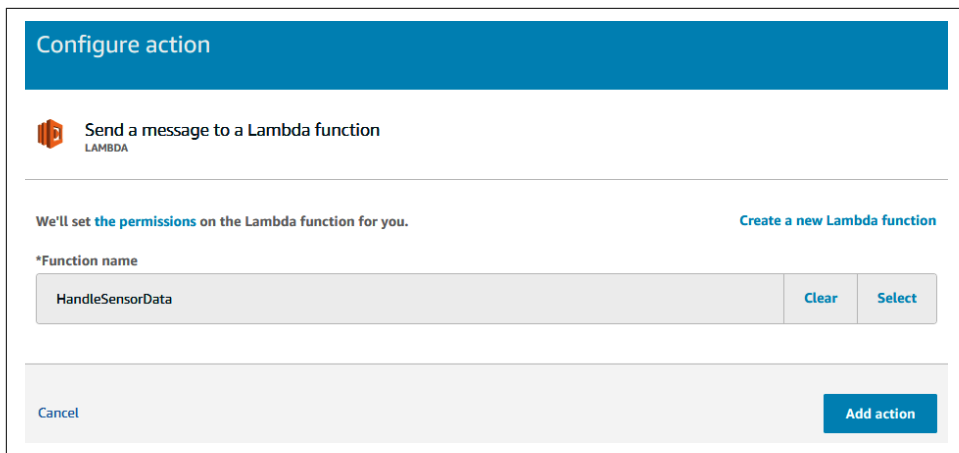 Configure action
Send a message to a Lambda function
LAMBDA
We'll set the permissions on the Lambda function for you.
Create a new Lambda function
*Function name
HandleSensorData
Clear
Select
Cancel
Add action